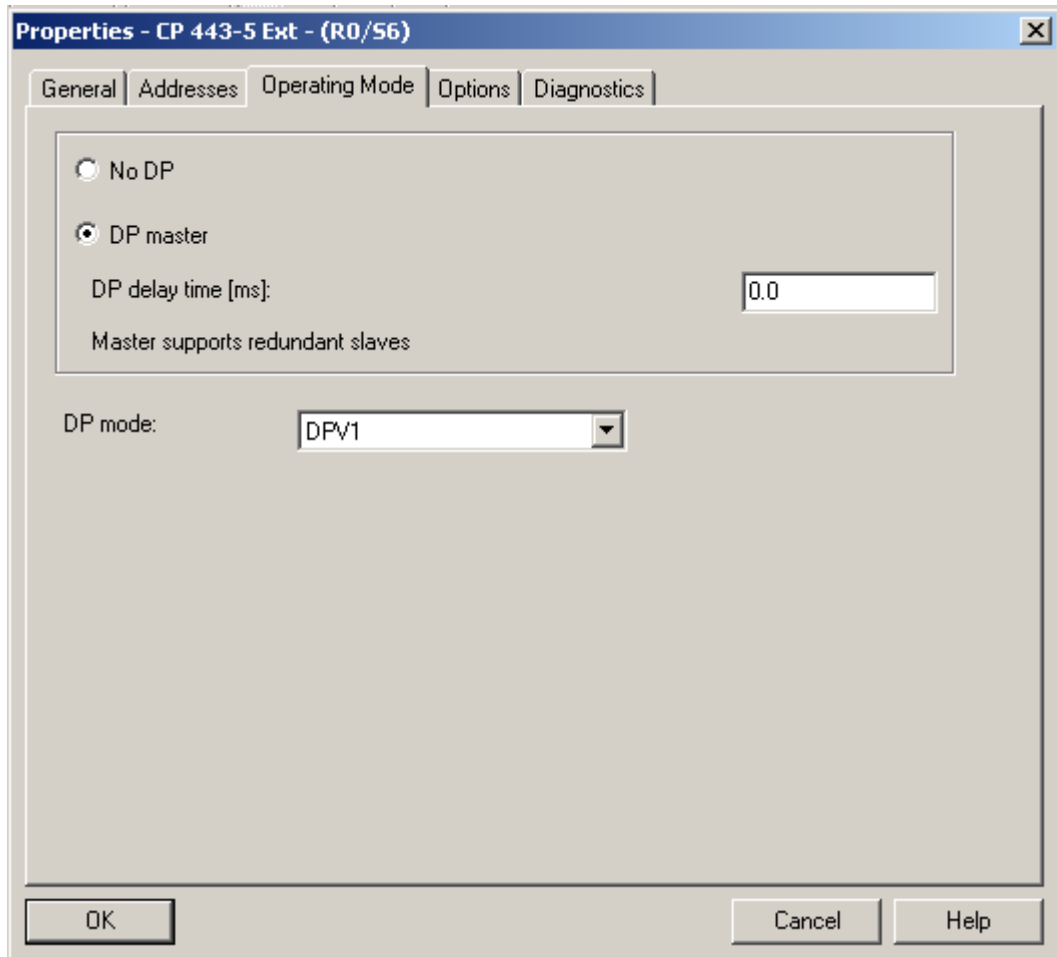 Properties - CP 443-5 Ext - (R0/S6)
General Addresses Operating Mode Options Diagnostics
No DP
DP master
DP delay time [ms]: 0.0
Master supports redundant slaves
DP mode: DPV1
OK Cancel Help